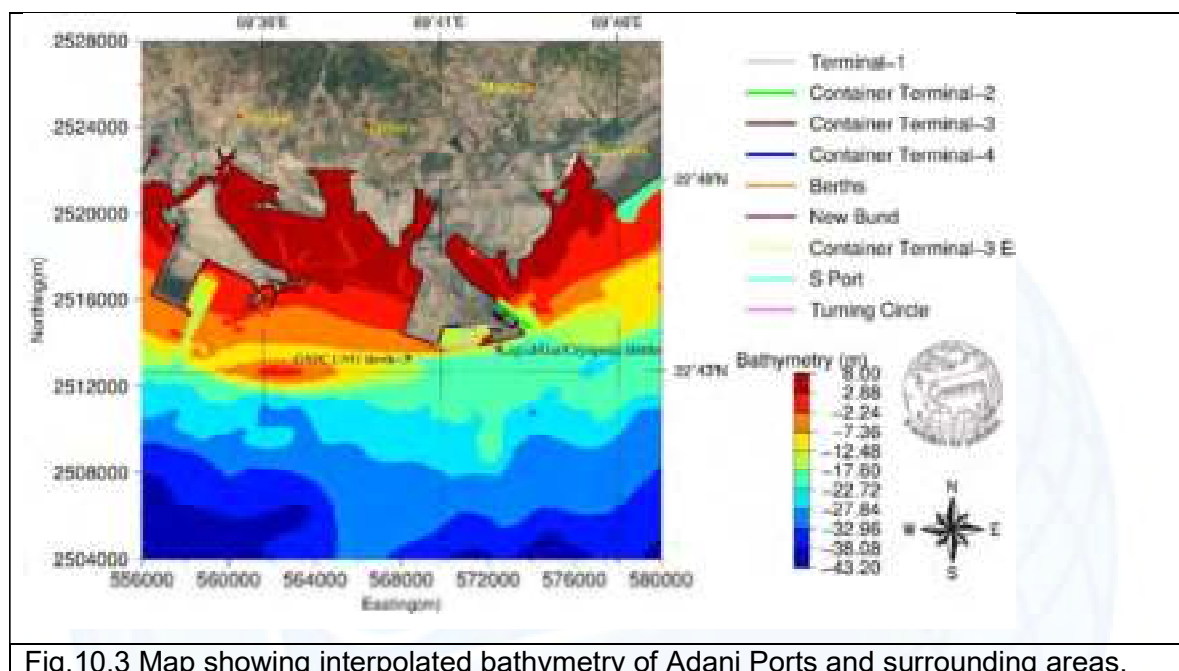 2528000
2524000
2520000
2516000
2512000
2508000
2504000
Northing(m)
556000 560000 564000 568000 572000 576000 580000
Easting(m)
22°43'N
Terminal-1
Container Terminal-2
Container Terminal-3
Container Terminal-4
Berths
New Bund
Container Terminal-3 E
S Port
Turning Circle
Bathymetry (m)
8.00
2.88
-2.24
-7.36
-12.48
-17.60
-22.72
-27.84
-32.96
-38.08
-43.20
N
E
S
Fig.10.3 Map showing interpolated bathymetry of Adani Ports and surrounding areas.